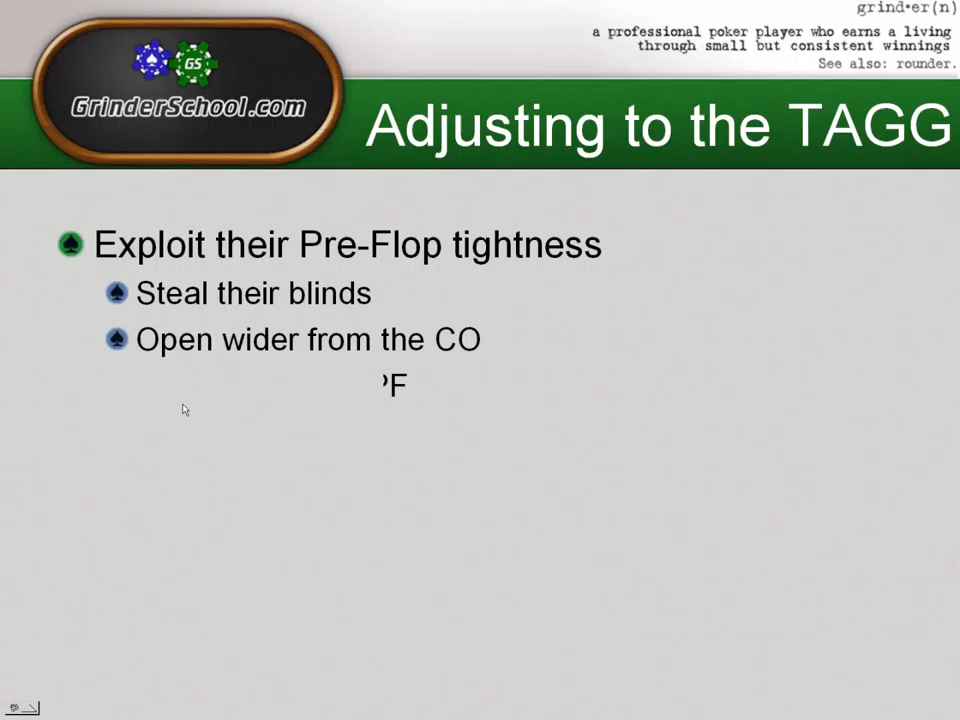 grind•er(n)
a professional poker player who earns a living
through small but consistent winnings
See also: rounder.
GS
GrinderSchool.com
Adjusting to the TAGG
Exploit their Pre-Flop tightness
Steal their blinds
Open wider from the CO